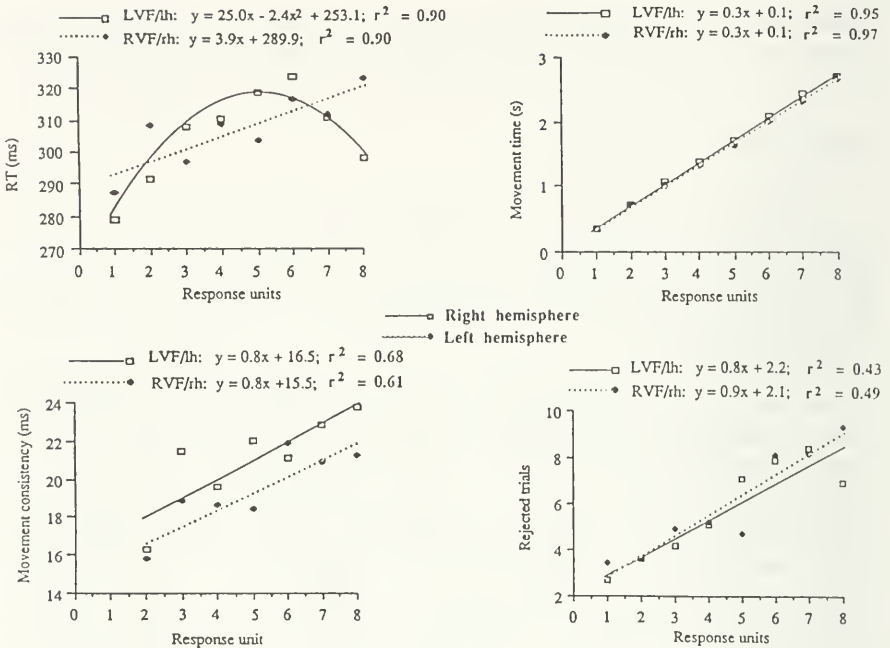 LVF/lh: y = 25.0x - 2.4x² + 253.1; r² = 0.90
RVF/rh: y = 3.9x + 289.9; r² = 0.90
330
320
310
300
290
280
270
RT (ms)
0 1 2 3 4 5 6 7 8
Response units
LVF/lh: y = 0.3x + 0.1; r² = 0.95
RVF/rh: y = 0.3x + 0.1; r² = 0.97
3
2
1
0
Movement time (s)
0 1 2 3 4 5 6 7 8
Response units
Right hemisphere
Left hemisphere
LVF/lh: y = 0.8x + 16.5; r² = 0.68
RVF/rh: y = 0.8x +15.5; r² = 0.61
24
22
20
18
16
14
Movement consistency (ms)
0 1 2 3 4 5 6 7 8
Response unit
LVF/lh: y = 0.8x + 2.2; r² = 0.43
RVF/rh: y = 0.9x + 2.1; r² = 0.49
10
8
6
4
2
Rejected trials
0 1 2 3 4 5 6 7 8
Response units